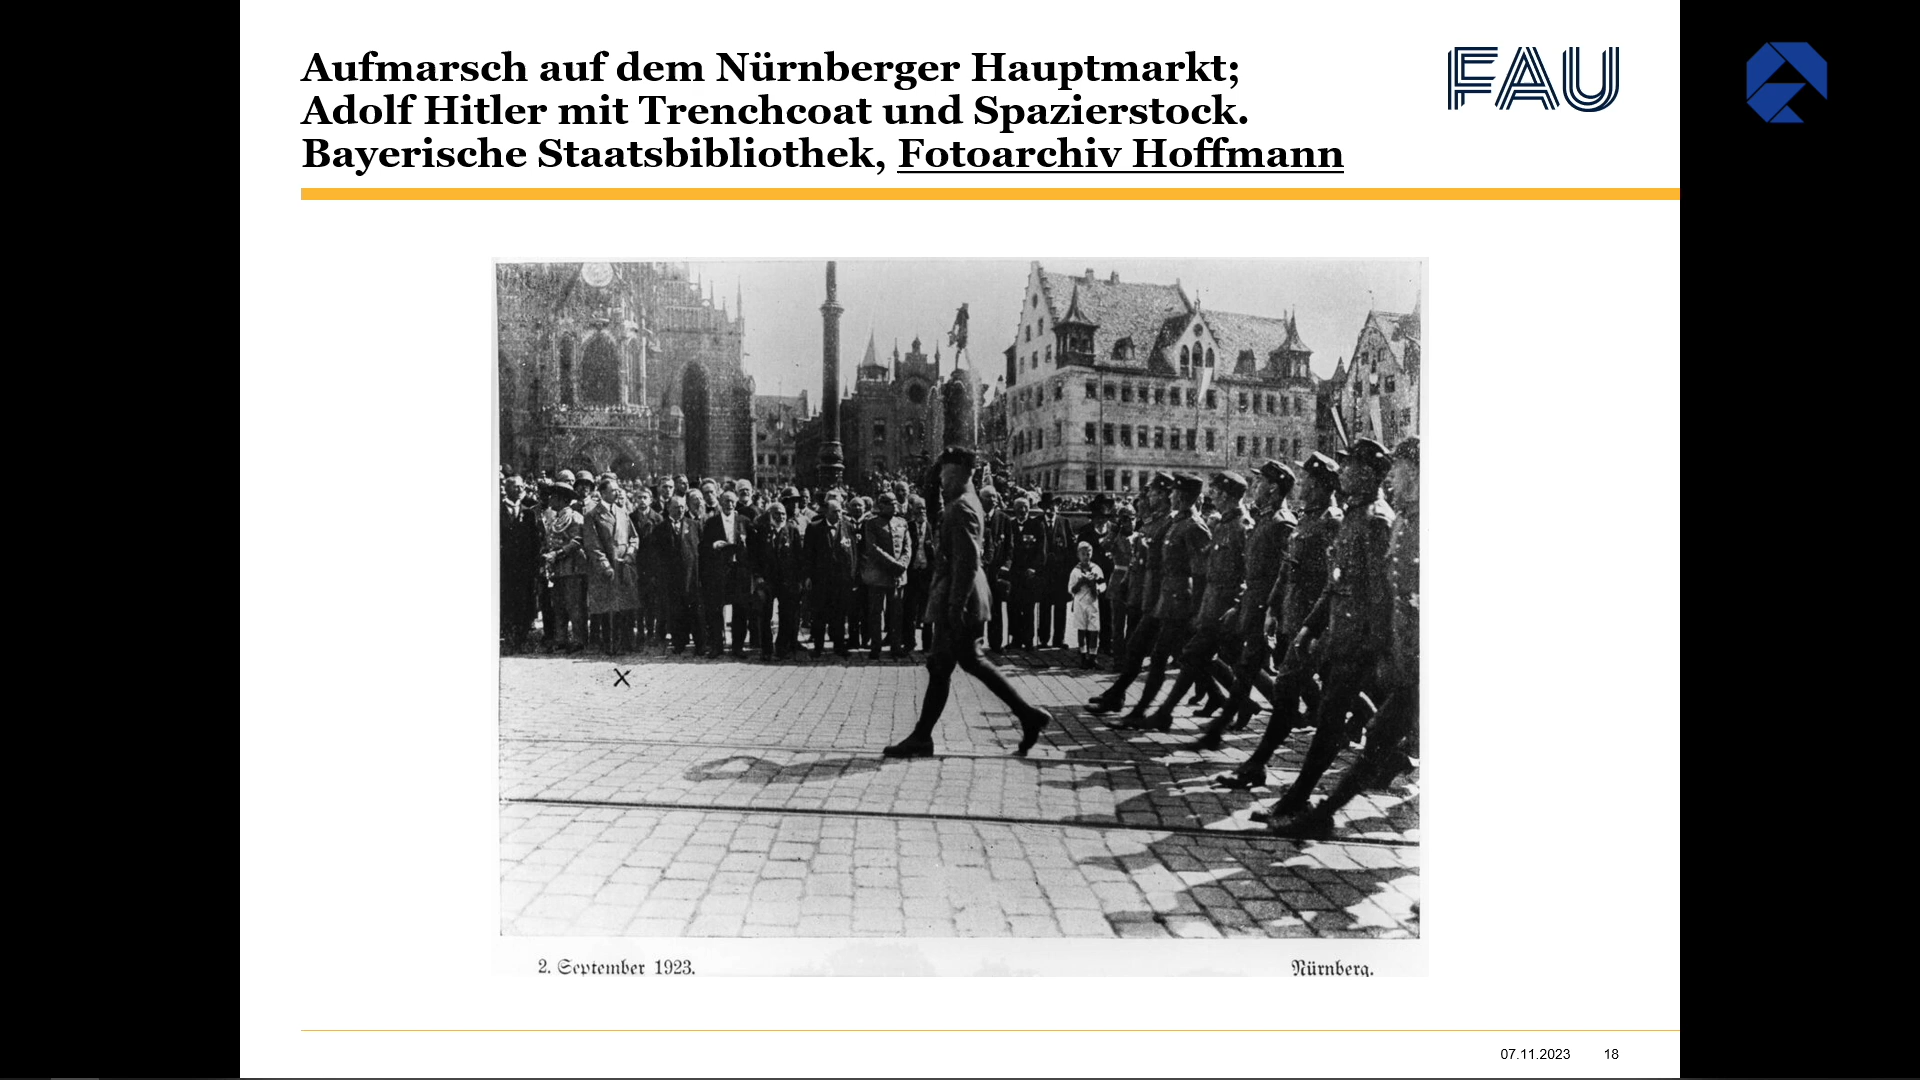 Aufmarsch auf dem Nürnberger Hauptmarkt;
Adolf Hitler mit Trenchcoat und Spazierstock.
Bayerische Staatsbibliothek, Fotoarchiv Hoffmann
FAU
x
2. September 1923.
Nürnberg.
07.11.2023
18